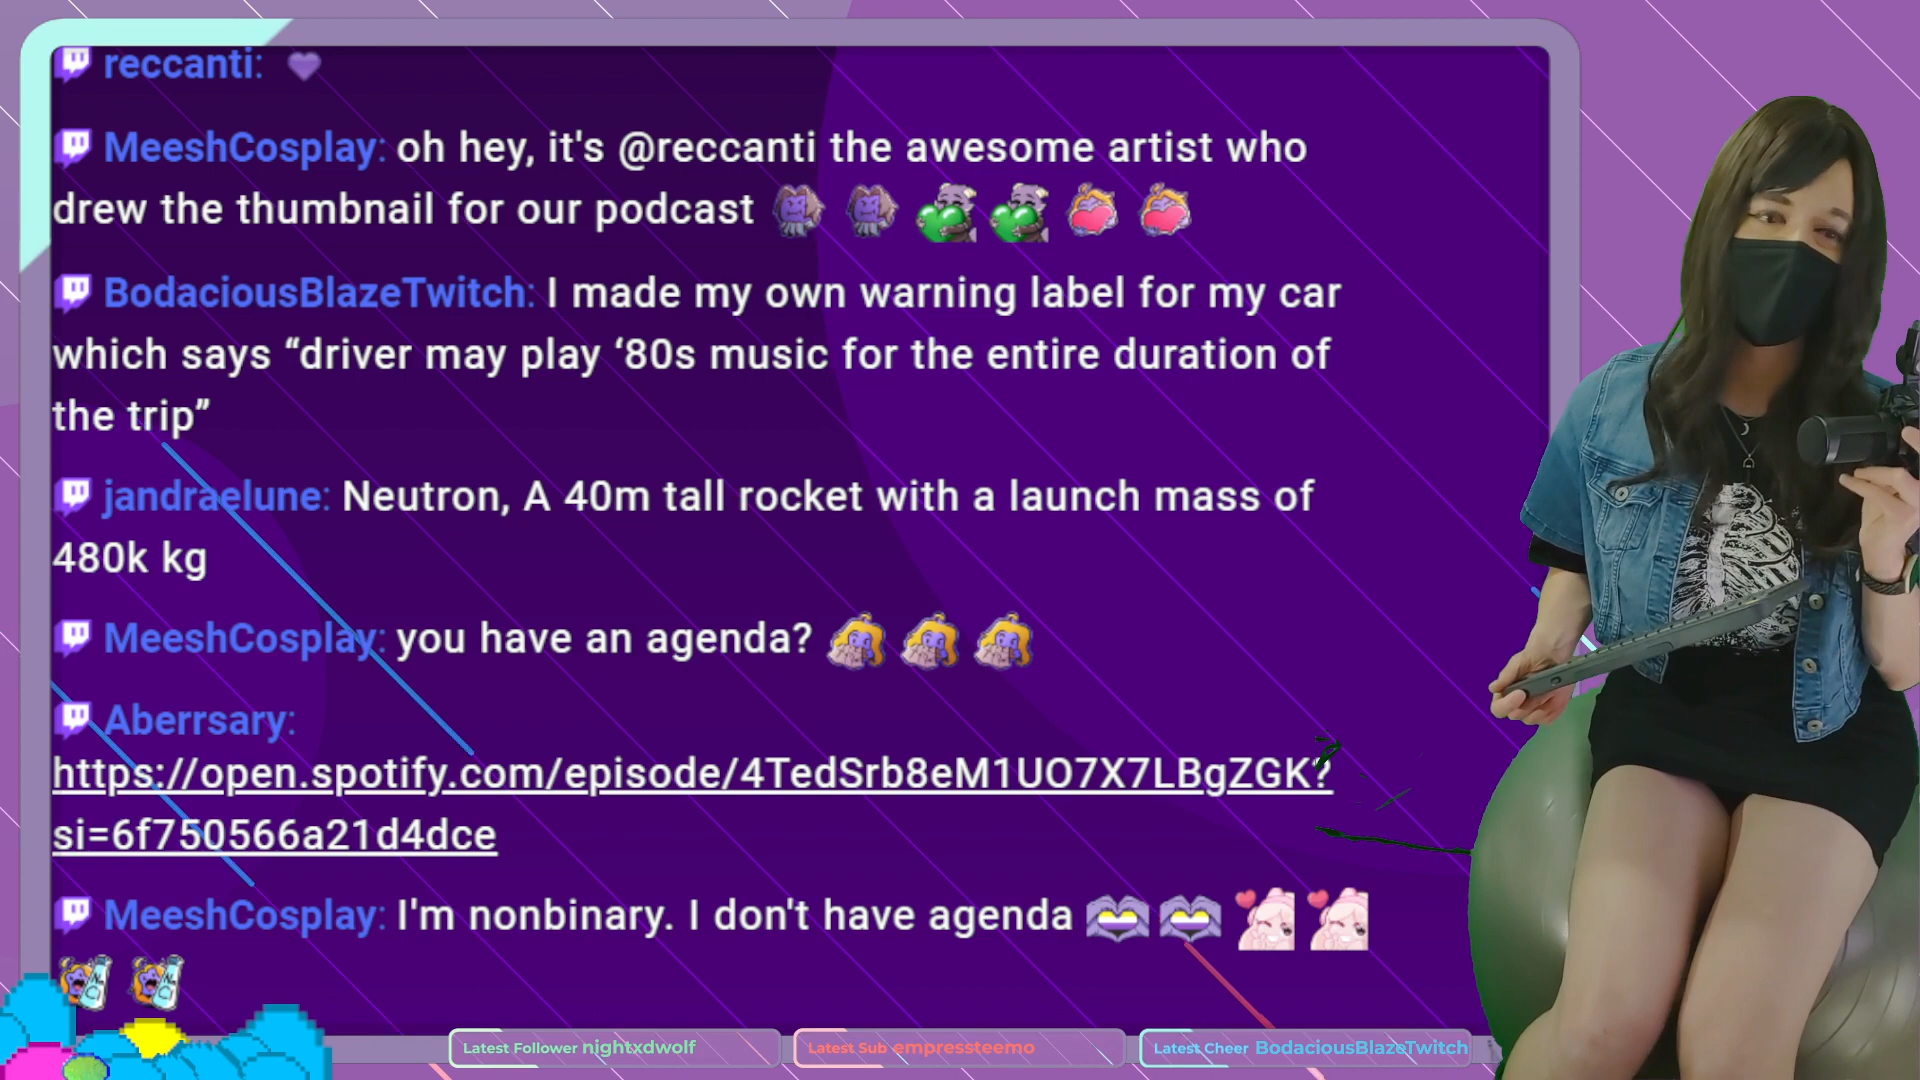 reccanti:
MeeshCosplay: oh hey, it's @reccanti the awesome artist who
drew the thumbnail for our podcast
BodaciousBlazeTwitch: I made my own warning label for my car
which says “driver may play ‘80s music for the entire duration of
the trip”
jandraelune: Neutron, A 40m tall rocket with a launch mass of
480k kg
MeeshCosplay: you have an agenda?
Aberrsary:
https://open.spotify.com/episode/4TedSrb8eM1UO7X7LBgZGK?
si=6f750566a21d4dce
MeeshCosplay: I'm nonbinary. I don't have agenda
Latest Follower nightxdwolf
Latest Sub empressteemo
Latest Cheer BodaciousBlazeTwitch